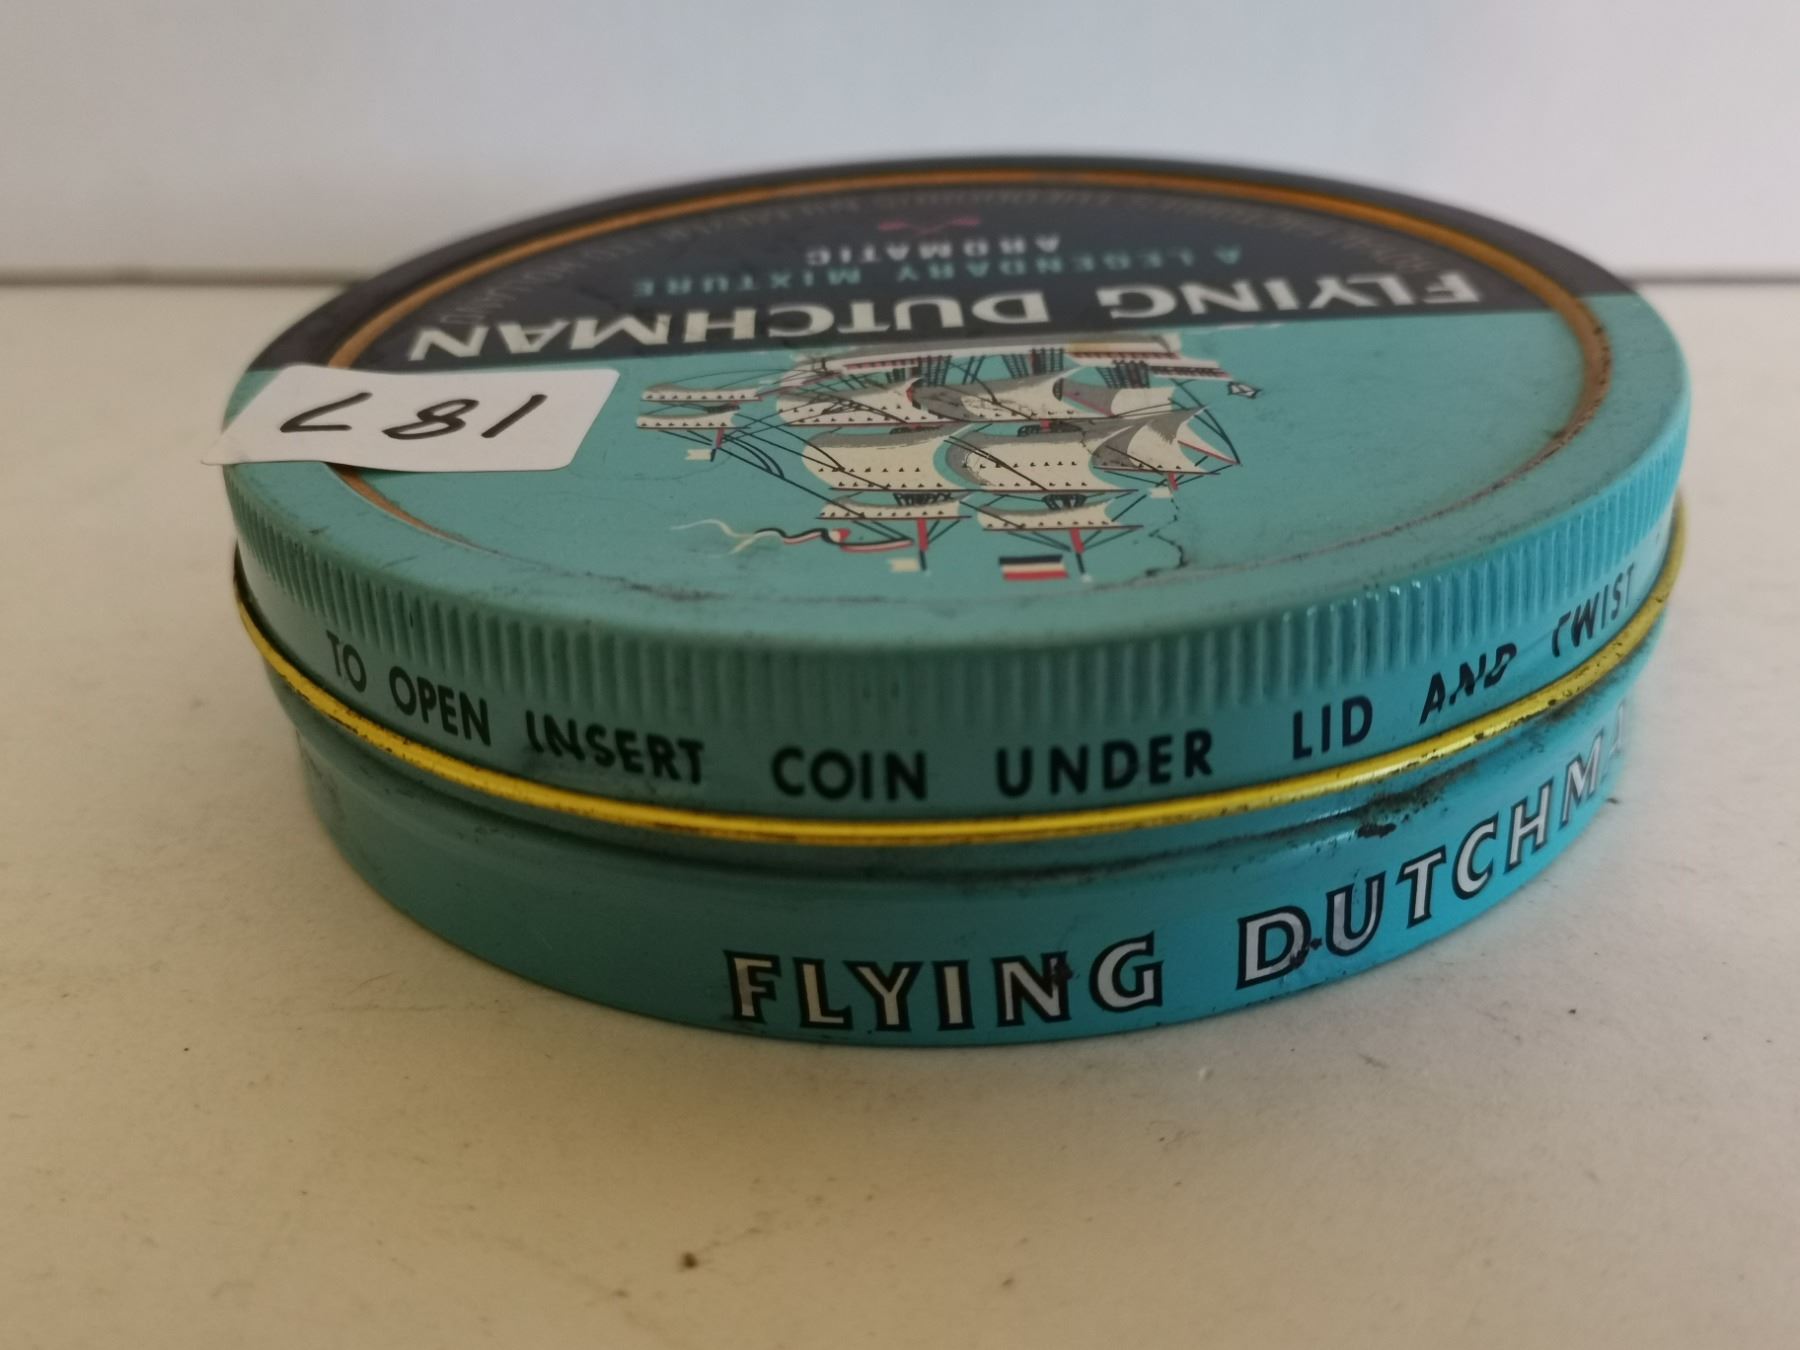 FLYING DUTCHMAN
A LEGENDARY MIXTURE
AROMATIC
187
TO OPEN INSERT COIN UNDER LID AND TWIST
FLYING DUTCHM